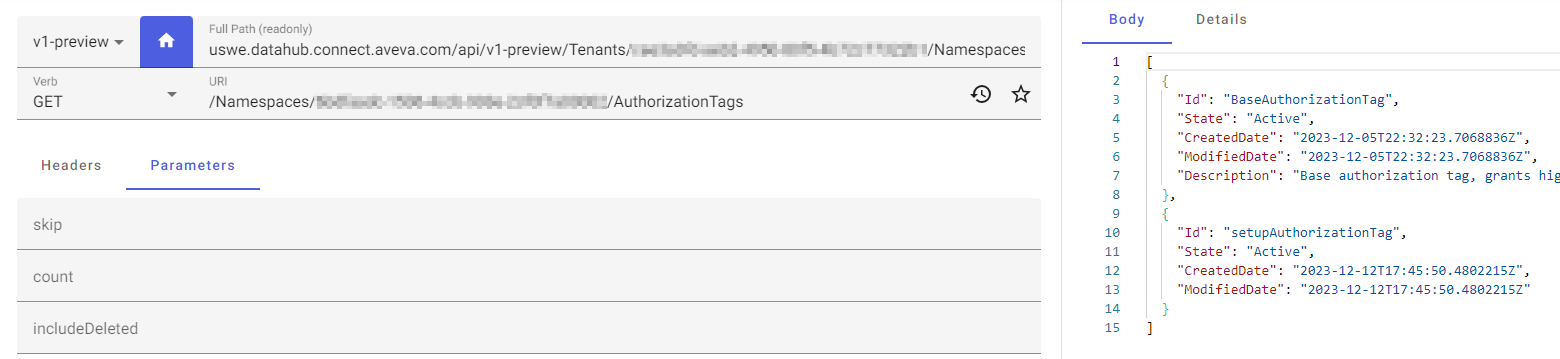 v1-preview
Full Path (readonly)
uswe.datahub.connect.aveva.com/api/v1-preview/Tenants/ /Namespaces
Verb
GET
URI
/Namespaces/ /AuthorizationTags
Headers Parameters
skip
count
includeDeleted
Body Details
1 [
2 {
3 "Id": "BaseAuthorizationTag",
4 "State": "Active",
5 "CreatedDate": "2023-12-05T22:32:23.7068836Z",
6 "ModifiedDate": "2023-12-05T22:32:23.7068836Z",
7 "Description": "Base authorization tag, grants hig
8 },
9 {
10 "Id": "setupAuthorizationTag",
11 "State": "Active",
12 "CreatedDate": "2023-12-12T17:45:50.4802215Z",
13 "ModifiedDate": "2023-12-12T17:45:50.4802215Z"
14 }
15 ]